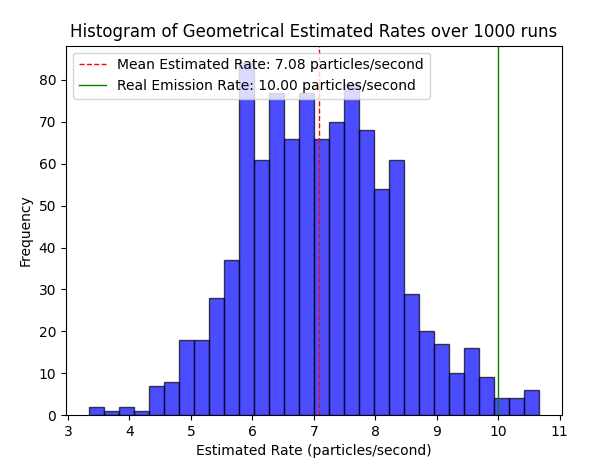 Histogram of Geometrical Estimated Rates over 1000 runs
Mean Estimated Rate: 7.08 particles/second
Real Emission Rate: 10.00 particles/second
80
70
60
50
40
30
20
10
0
Frequency
3 4 5 6 7 8 9 10 11
Estimated Rate (particles/second)